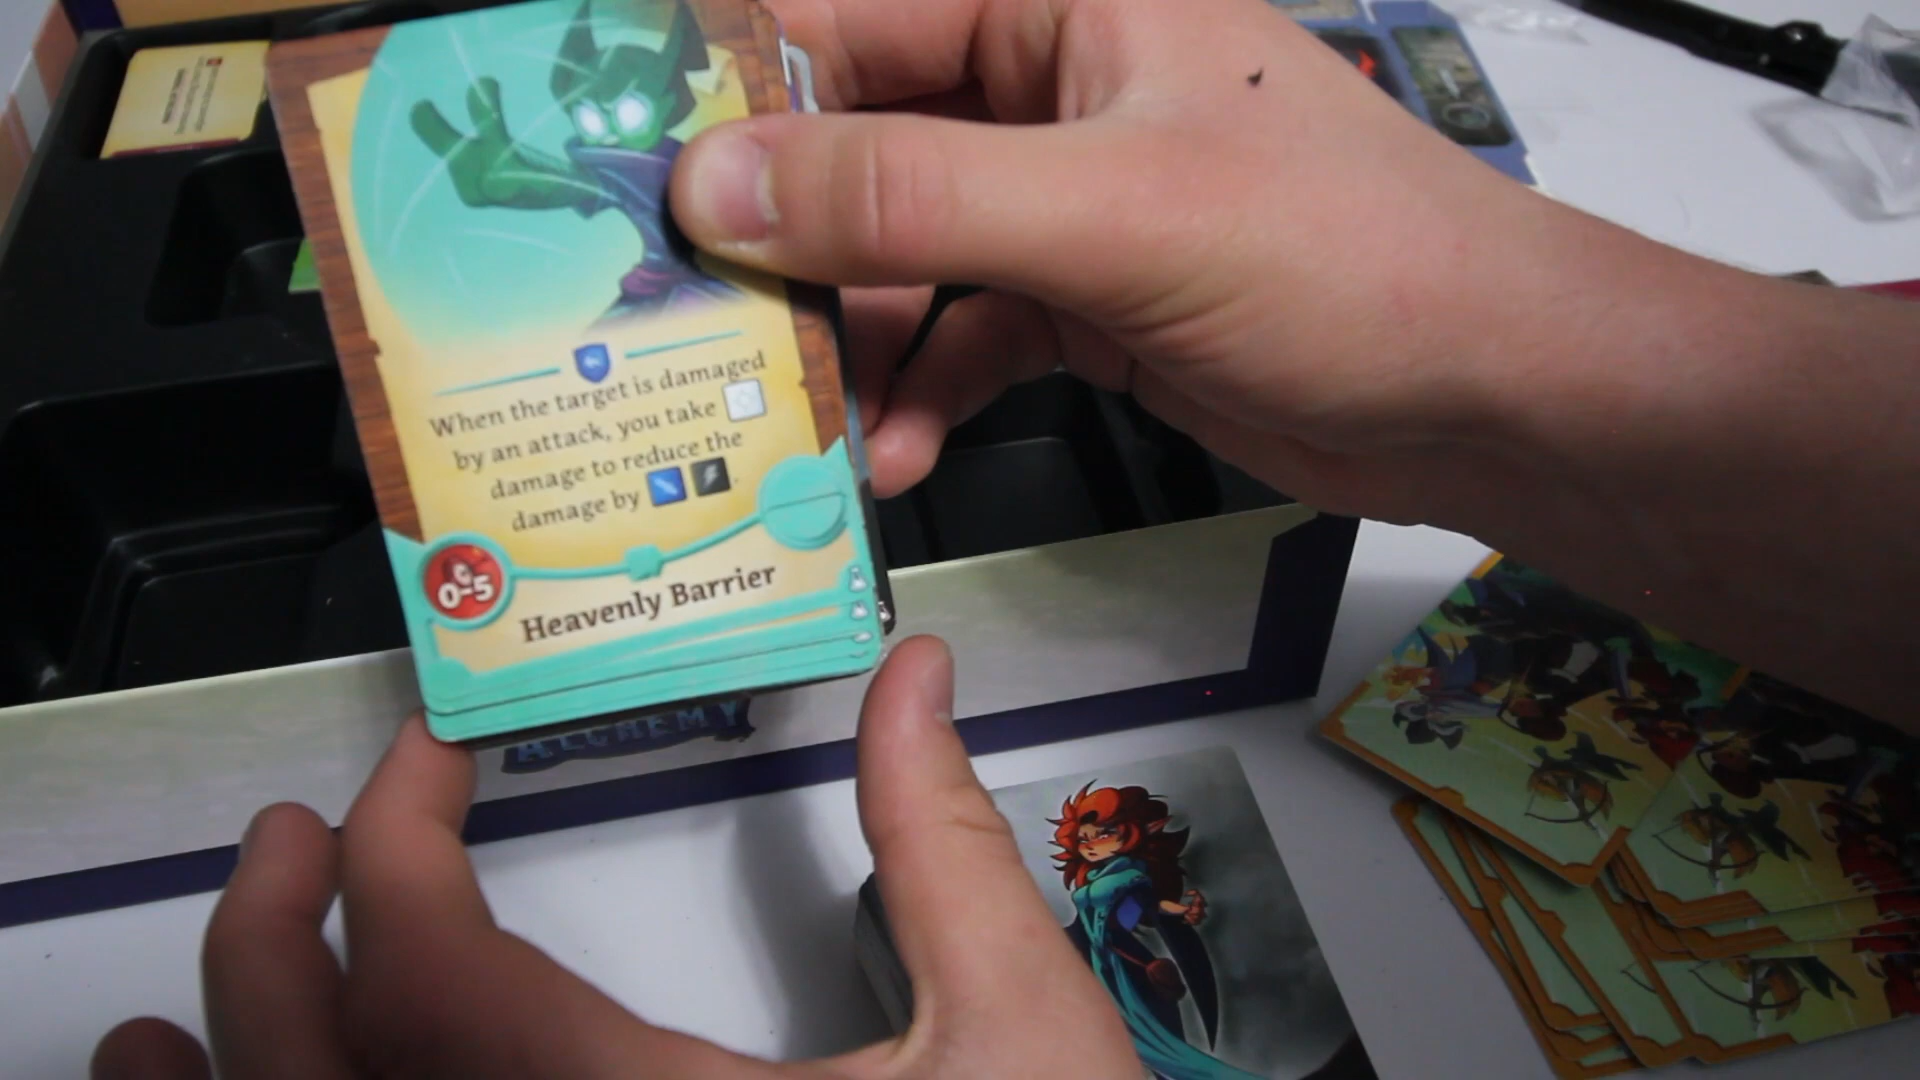 When the target is damaged
by an attack, you take
damage to reduce the
damage by
0-5
Heavenly Barrier
ALCHEMY